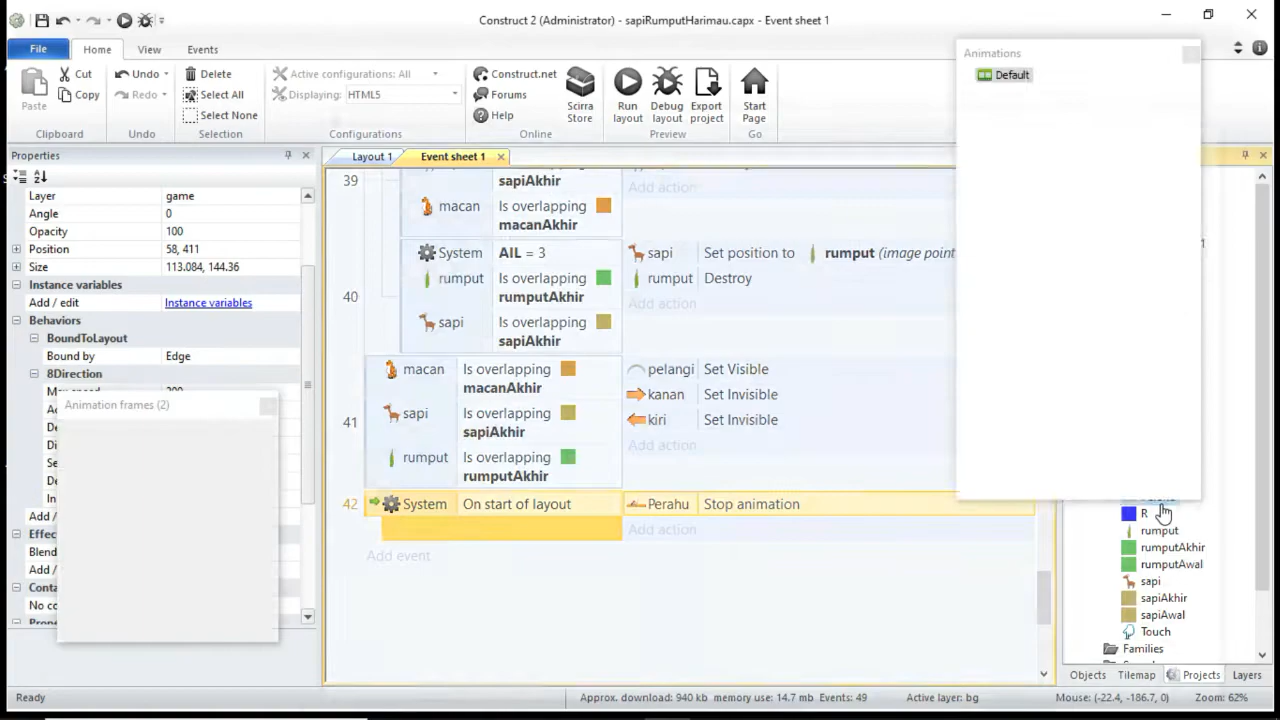 Construct 2 (Administrator) - sapiRumputHarimau.capx - Event sheet 1
File Home View Events
Paste Cut Copy Clipboard
Undo Redo Undo
Delete Select All Select None Selection
Active configurations: All
Displaying: HTML5
Configurations
Construct.net Forums Help Scirra Store Online
Run layout Debug layout Export project Preview
Start Page Go
Animations
Default
Properties
Layout 1 Event sheet 1
Layer game
Angle 0
Opacity 100
Position 58, 411
Size 113.084, 144.36
Instance variables
Add / edit Instance variables
Behaviors
BoundToLayout
Bound by Edge
8Direction
Animation frames (2)
Add /
Effec
Blend
Add /
Conta
No co
39 sapiAkhir Add action
macan Is overlapping macanAkhir
40 System AIL = 3 sapi Set position to rumput (image point
rumput Is overlapping rumputAkhir rumput Destroy
Add action
sapi Is overlapping sapiAkhir
41 macan Is overlapping macanAkhir pelangi Set Visible
kanan Set Invisible
sapi Is overlapping sapiAkhir kiri Set Invisible
Add action
rumput Is overlapping rumputAkhir
42 System On start of layout Perahu Stop animation
Add action
Add event
R
rumput
rumputAkhir
rumputAwal
sapi
sapiAkhir
sapiAwal
Touch
Families
Objects Tilemap Projects Layers
Ready Approx. download: 940 kb memory use: 14.7 mb Events: 49 Active layer: bg Mouse: (-22.4, -186.7, 0) Zoom: 62%